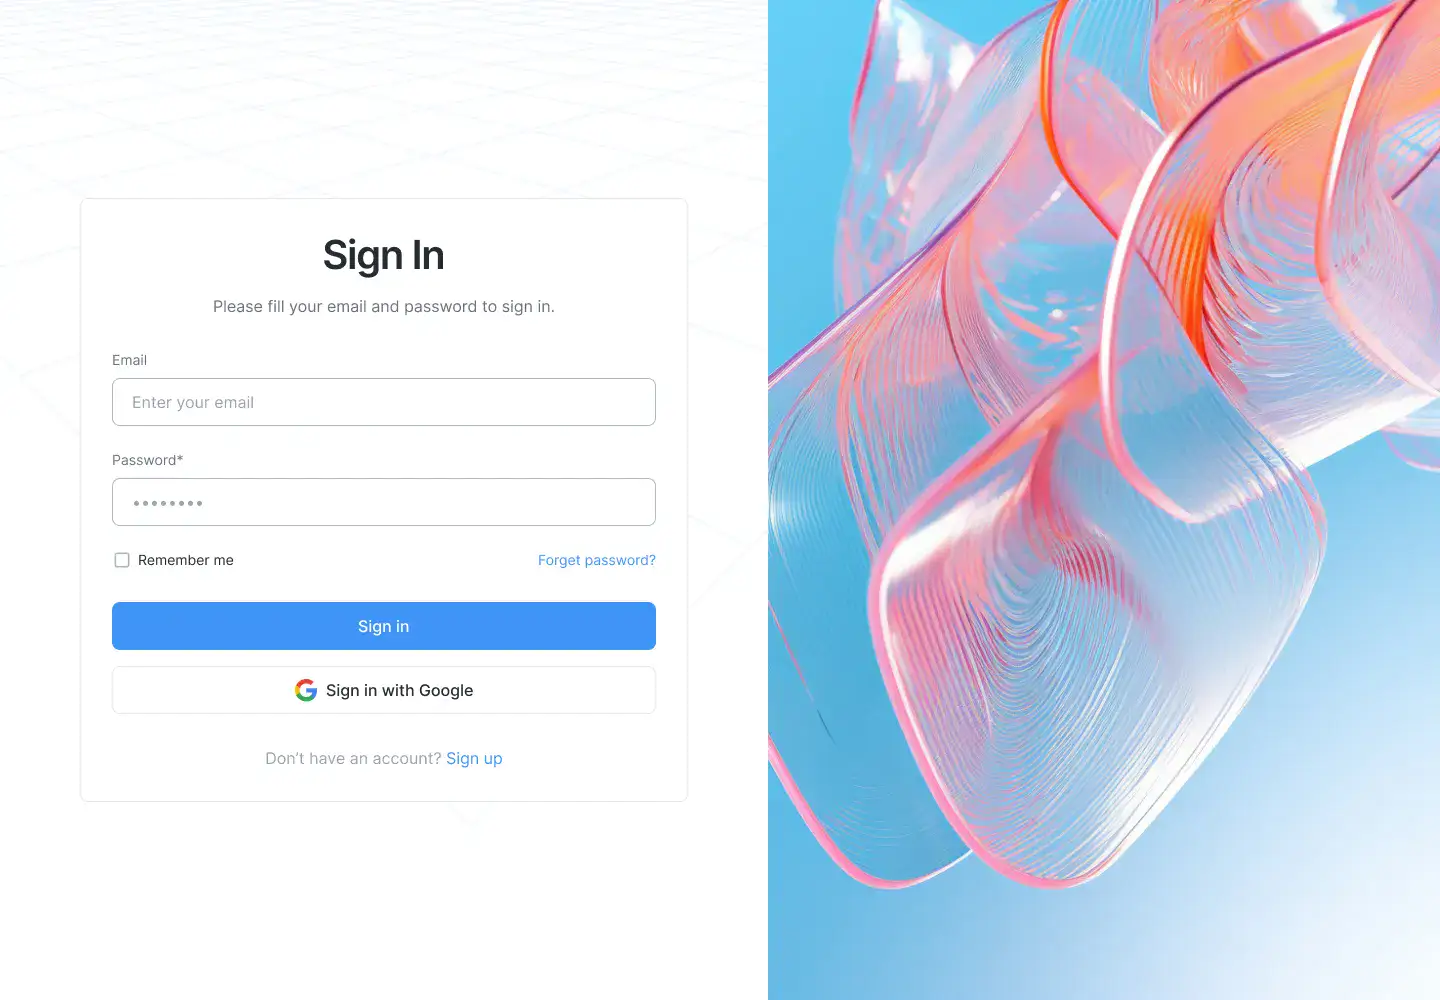 Sign In
Please fill your email and password to sign in.
Email
Enter your email
Password*
••••••••
Remember me
Forget password?
Sign in
Sign in with Google
Don't have an account? Sign up